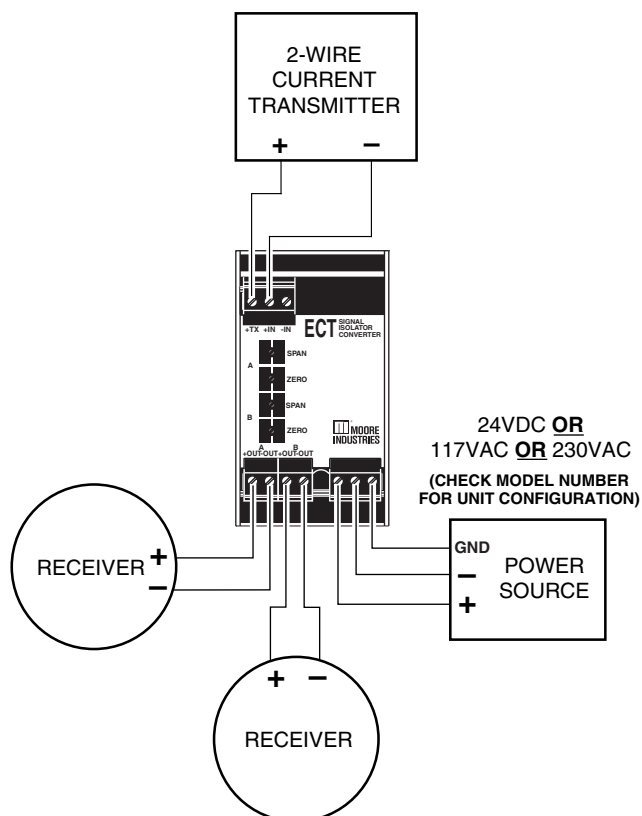 2-WIRE
CURRENT
TRANSMITTER
+ −
+TX +IN -IN
ECT SIGNAL
ISOLATOR
CONVERTER
A
SPAN
ZERO
B
SPAN
ZERO
MOORE
INDUSTRIES
A B
+OUT-OUT+OUT-OUT
24VDC OR
117VAC OR 230VAC
(CHECK MODEL NUMBER
FOR UNIT CONFIGURATION)
RECEIVER
+
−
GND
−
+
POWER
SOURCE
+ −
RECEIVER